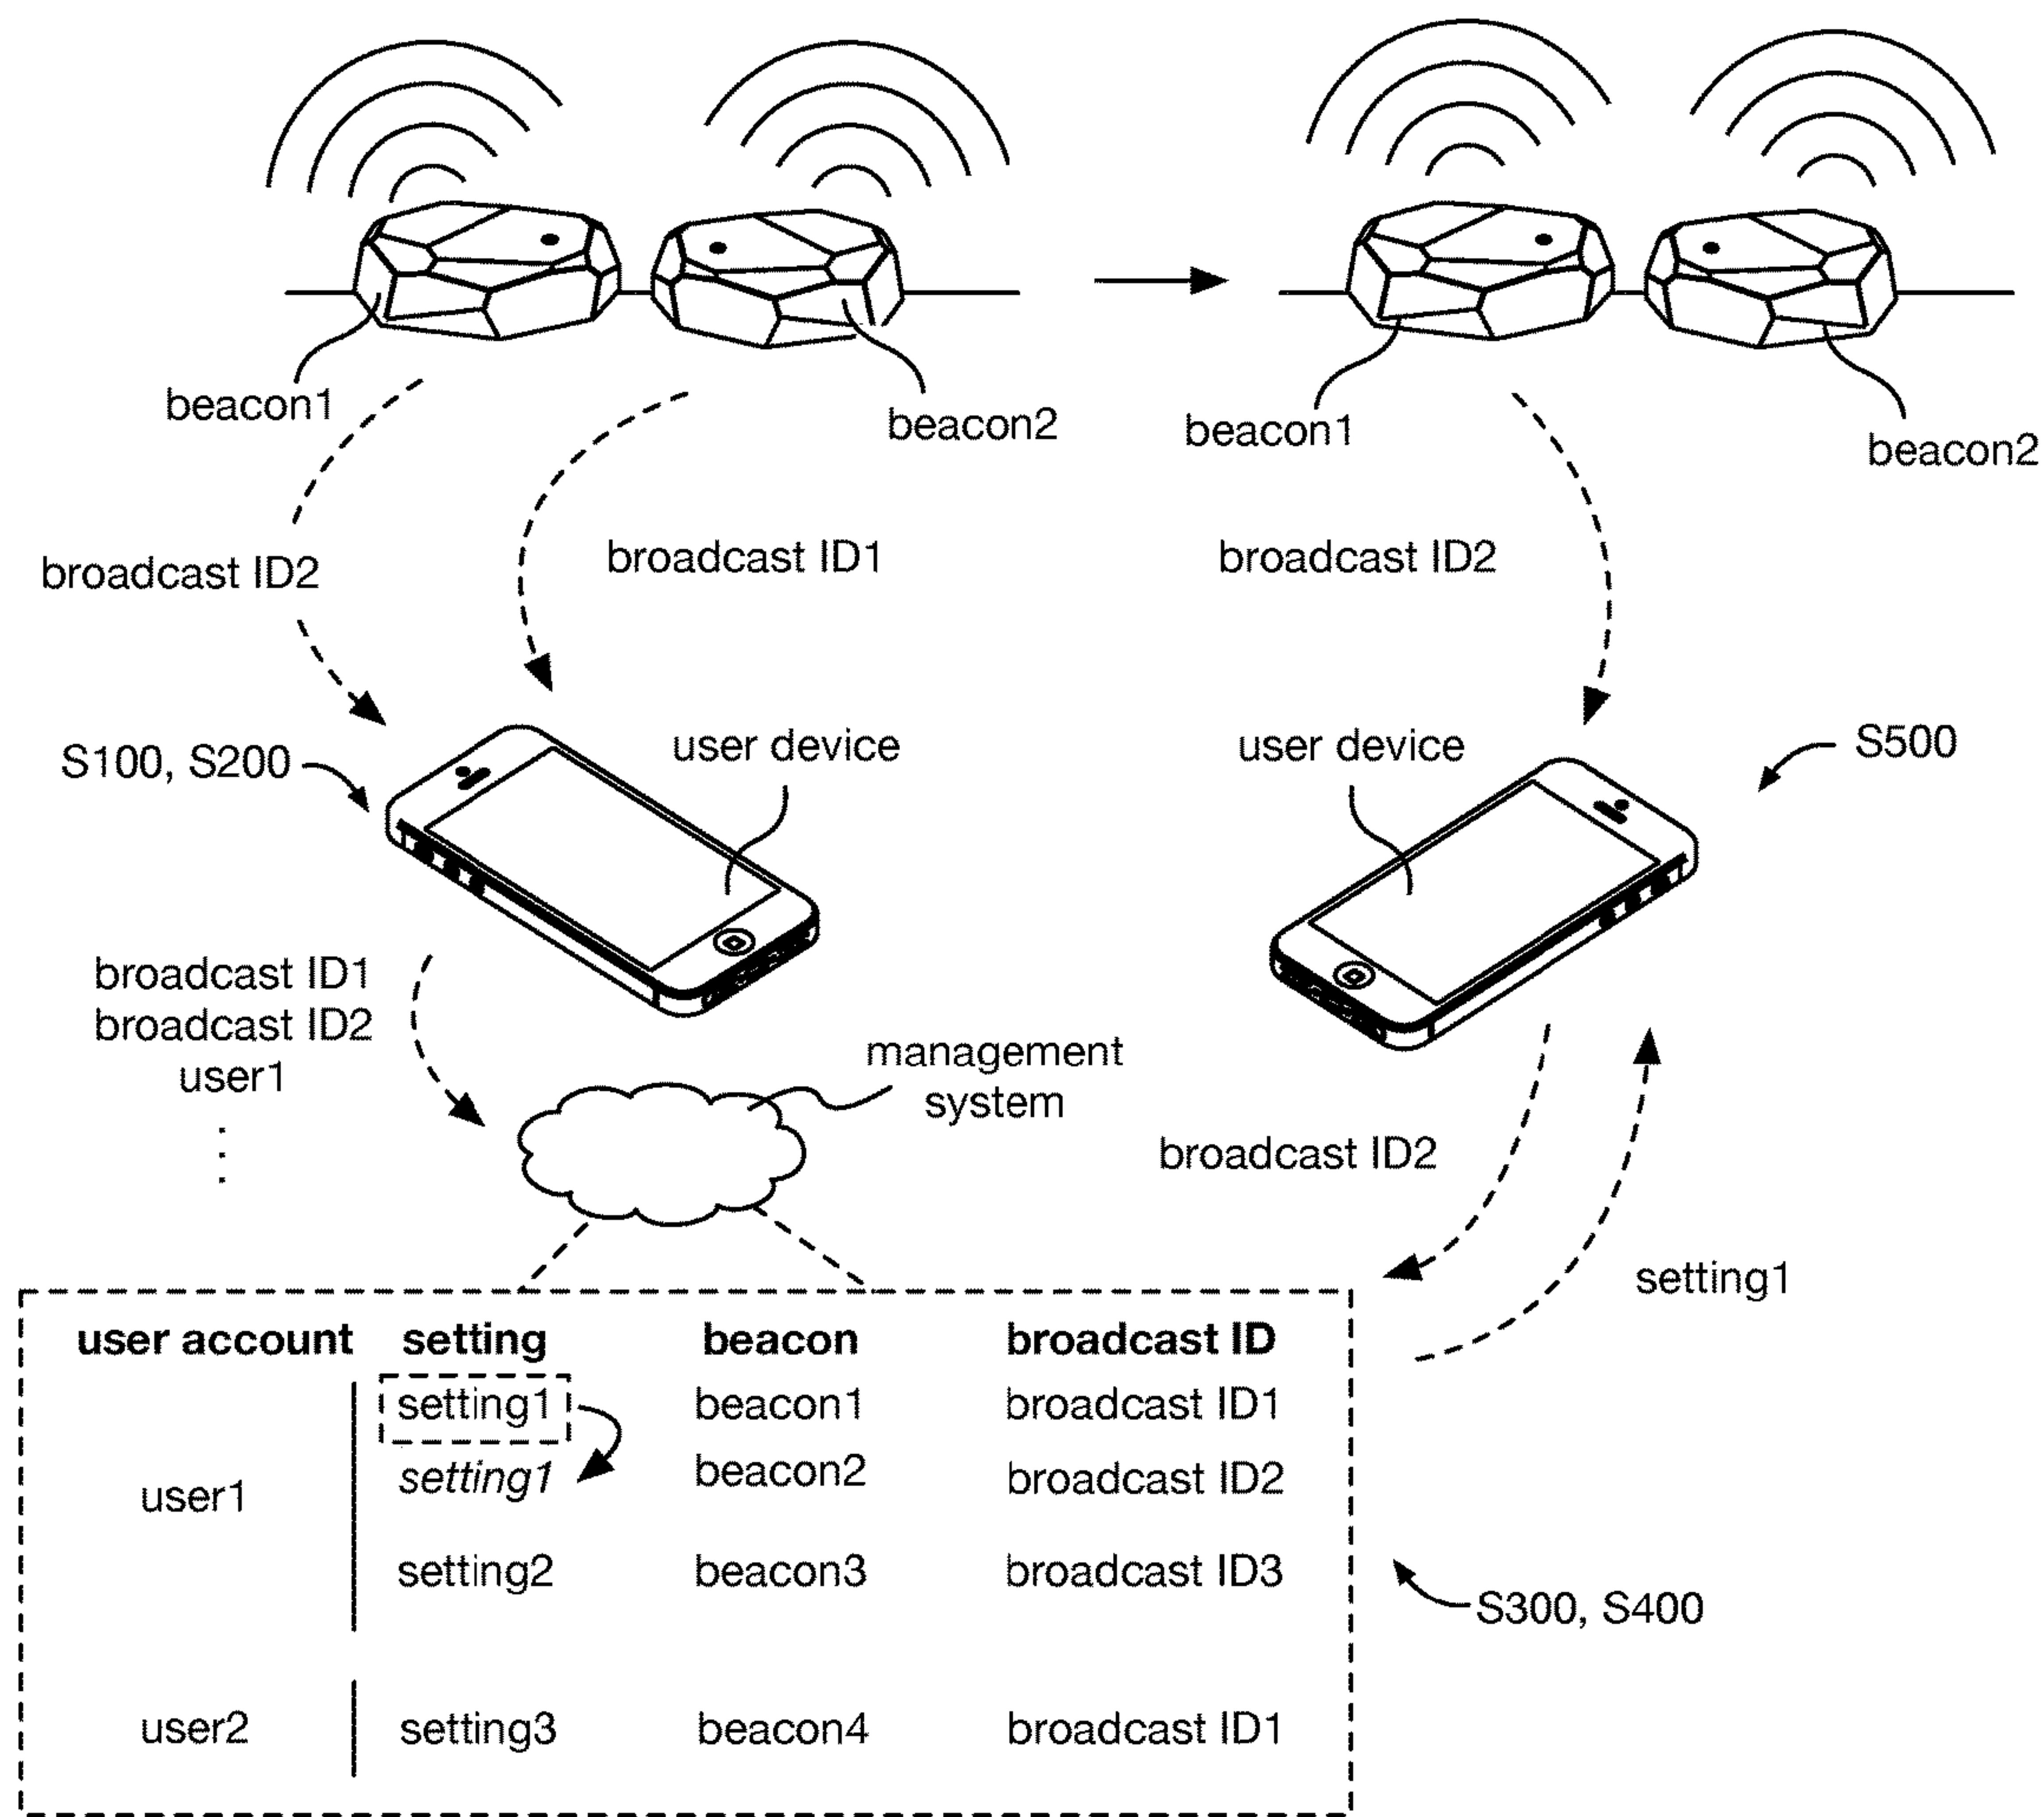 beacon1
beacon2
beacon1
beacon2
broadcast ID2
broadcast ID1
broadcast ID2
S100, S200
user device
user device
S500
broadcast ID1
broadcast ID2
user1
management
system
broadcast ID2
setting1
user account setting beacon broadcast ID
setting1 beacon1 broadcast ID1
user1 setting1 beacon2 broadcast ID2
setting2 beacon3 broadcast ID3
S300, S400
user2 setting3 beacon4 broadcast ID1